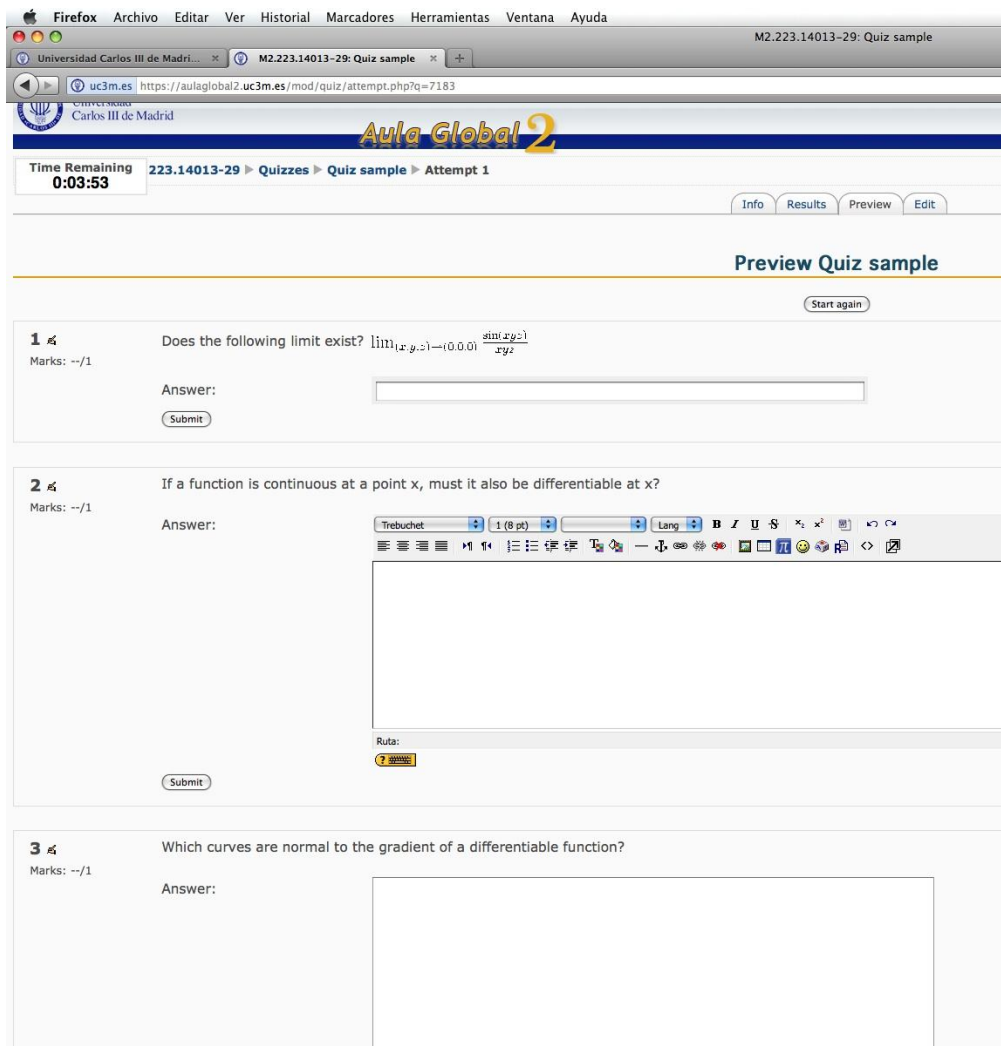 Firefox Archivo Editar Ver Historial Marcadores Herramientas Ventana Ayuda
M2.223.14013-29: Quiz sample
Universidad Carlos III de Madri... × M2.223.14013-29: Quiz sample × +
uc3m.es https://aulaglobal2.uc3m.es/mod/quiz/attempt.php?q=7183
Universidad
Carlos III de Madrid
Aula Global 2
Time Remaining
0:03:53
223.14013-29 ► Quizzes ► Quiz sample ► Attempt 1
Info Results Preview Edit
Preview Quiz sample
Start again
1 Does the following limit exist? lim(x,y,z)→(0,0,0) sin(xyz)/xyz
Marks: --/1
Answer:
Submit
2 If a function is continuous at a point x, must it also be differentiable at x?
Marks: --/1
Answer:
Trebuchet 1 (8 pt) Lang B I U S x₂ x²
Ruta:
Submit
3 Which curves are normal to the gradient of a differentiable function?
Marks: --/1
Answer: